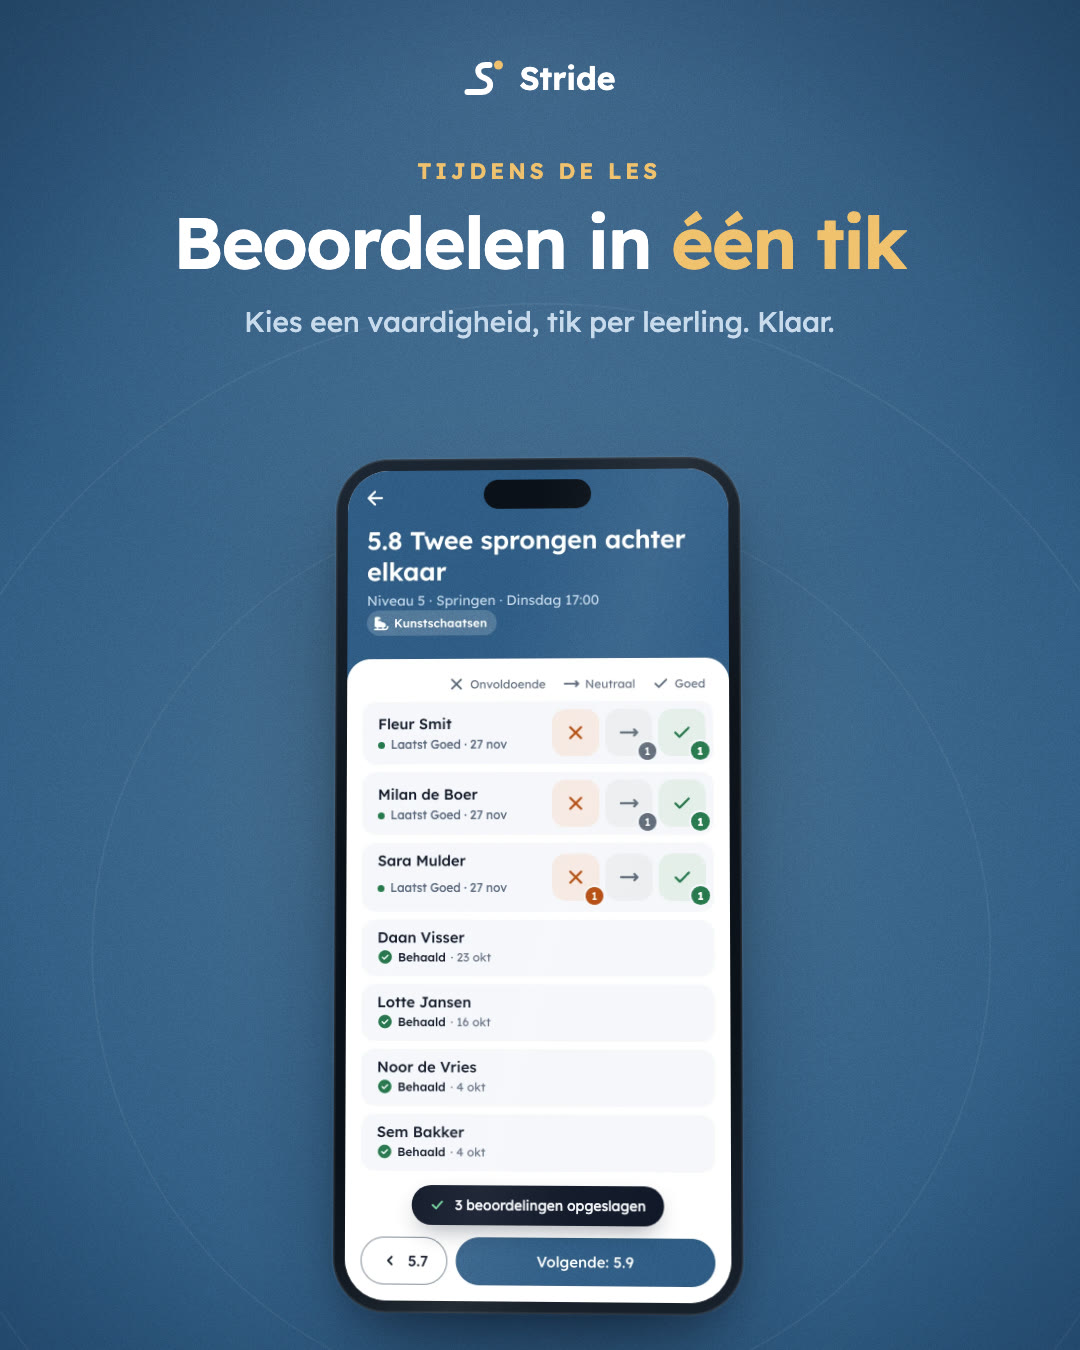 Stride
TIJDENS DE LES
Beoordelen in één tik
Kies een vaardigheid, tik per leerling. Klaar.
5.8 Twee sprongen achter
elkaar
Niveau 5 · Springen · Dinsdag 17:00
Kunstschaatsen
Onvoldoende Neutraal Goed
Fleur Smit
Laatst Goed · 27 nov
1 1
Milan de Boer
Laatst Goed · 27 nov
1 1
Sara Mulder
Laatst Goed · 27 nov
1 1
Daan Visser
Behaald · 23 okt
Lotte Jansen
Behaald · 16 okt
Noor de Vries
Behaald · 4 okt
Sem Bakker
Behaald · 4 okt
3 beoordelingen opgeslagen
5.7 Volgende: 5.9